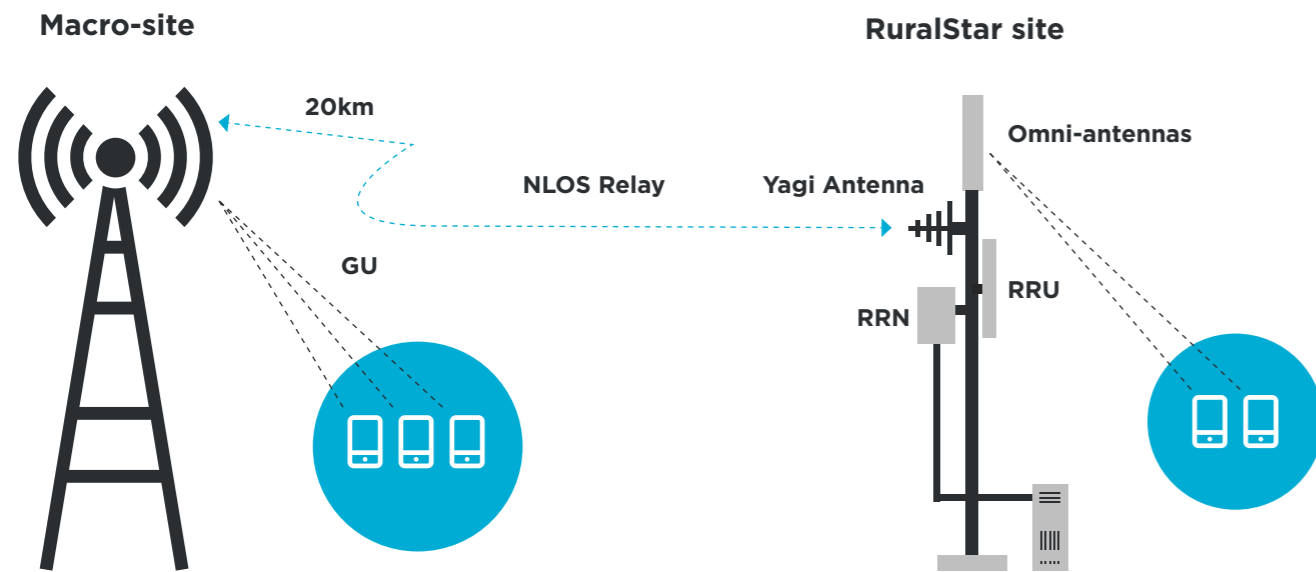 Macro-site
RuralStar site
20km
Omni-antennas
NLOS Relay
Yagi Antenna
GU
RRU
RRN